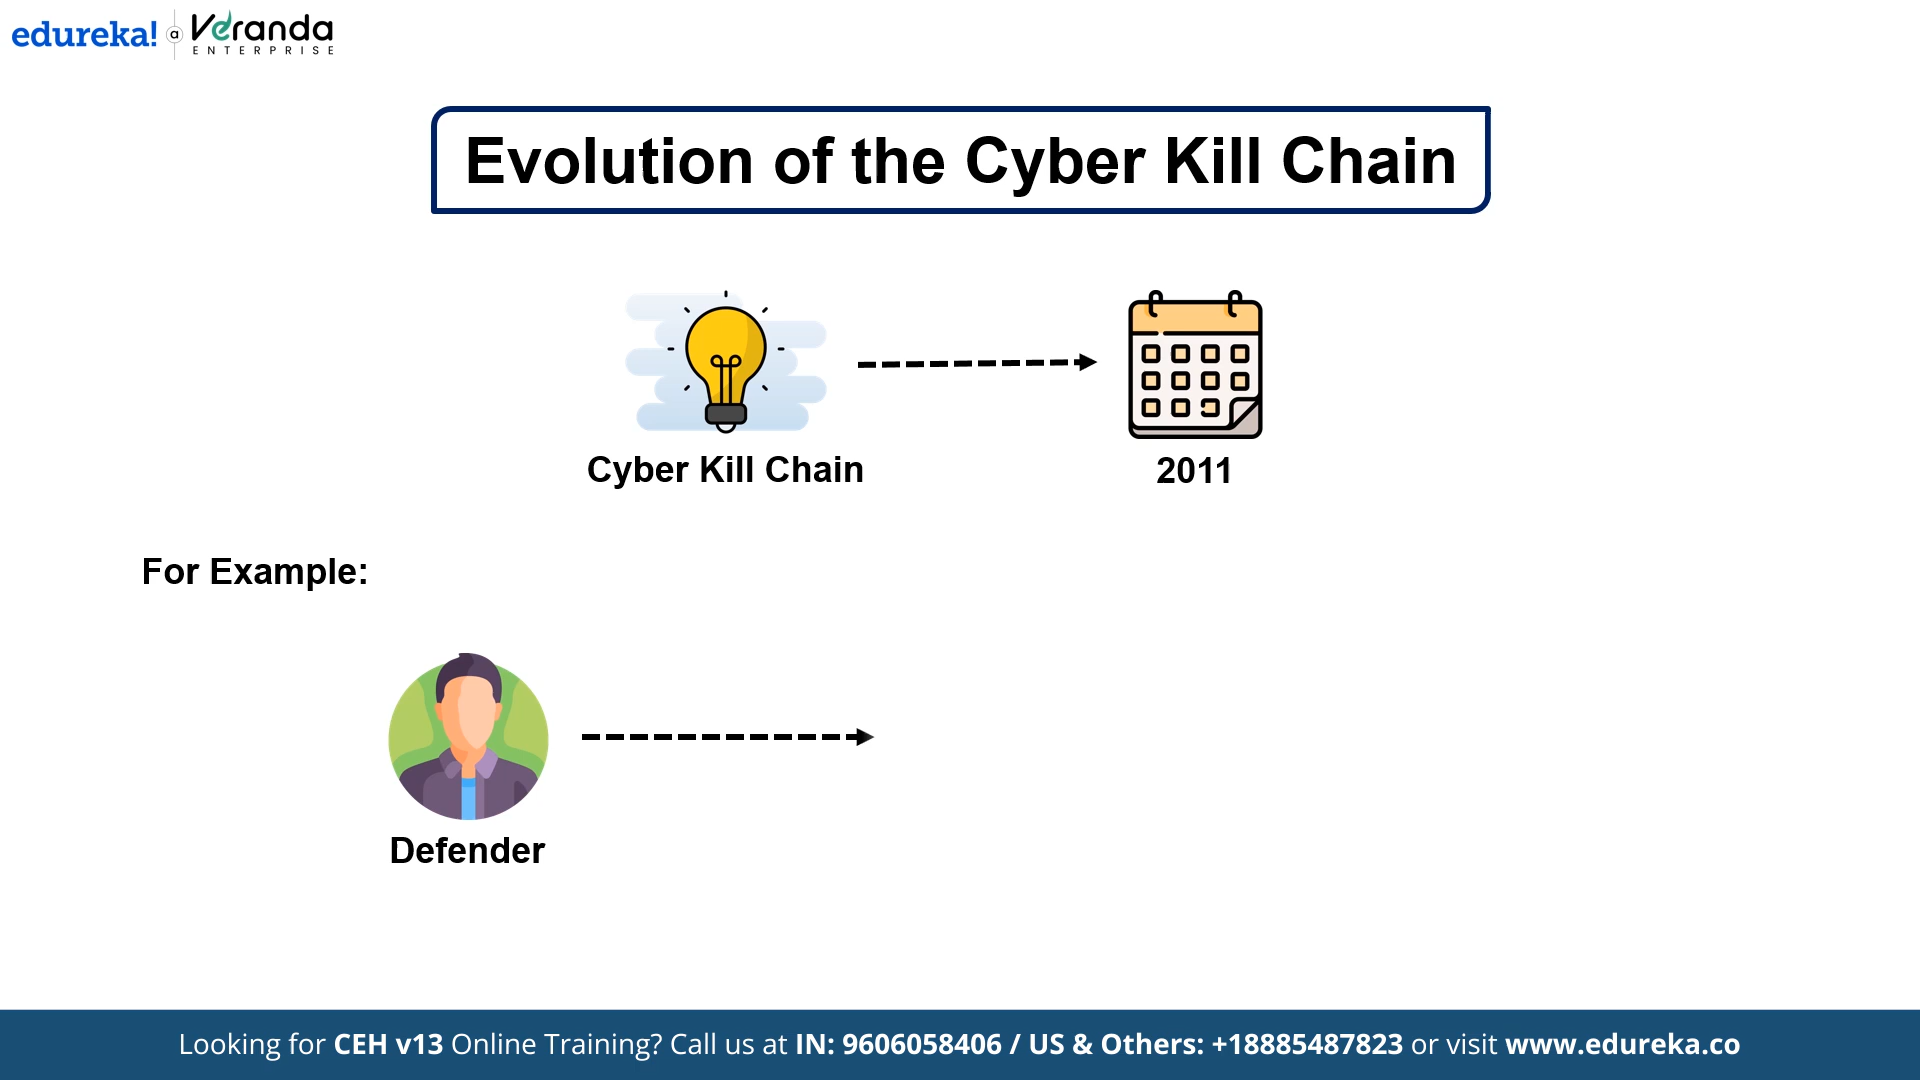 edureka! a Veranda
ENTERPRISE
Evolution of the Cyber Kill Chain
Cyber Kill Chain
2011
For Example:
Defender
Looking for CEH v13 Online Training? Call us at IN: 9606058406 / US & Others: +18885487823 or visit www.edureka.co